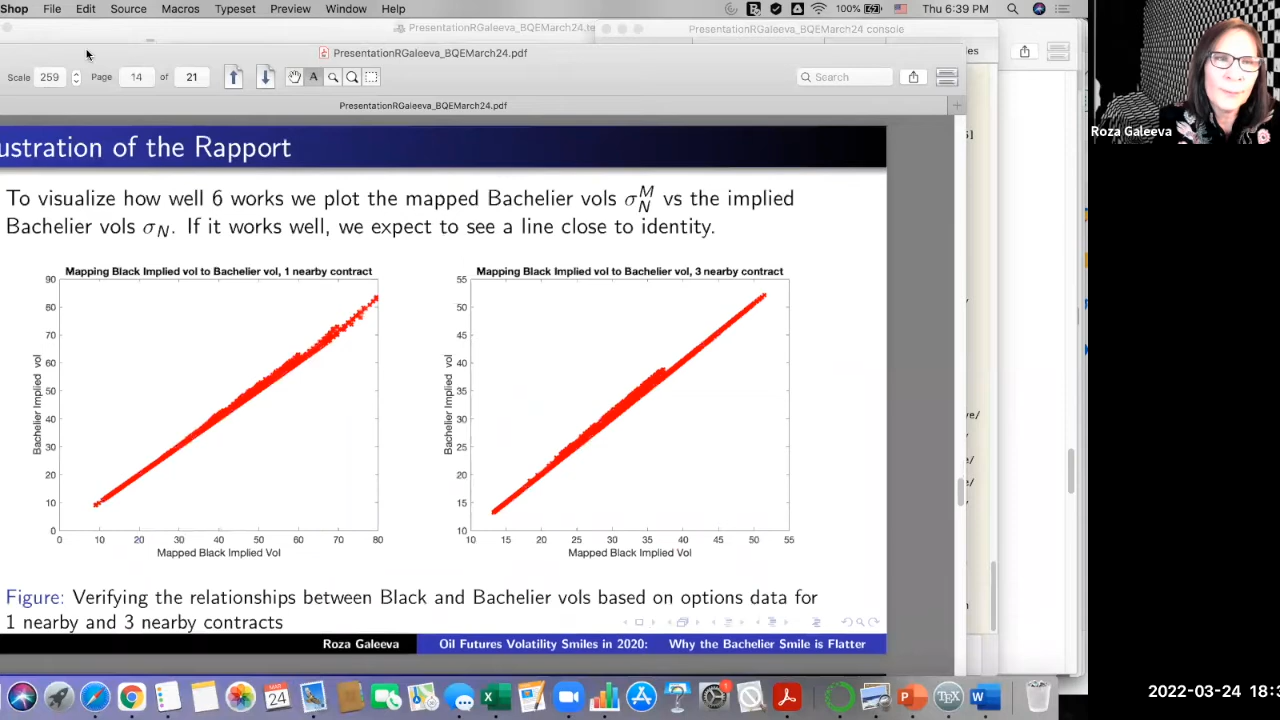 Shop File Edit Source Macros Typeset Preview Window Help 100% Thu 6:39 PM
PresentationRGaleeva_BQEMarch24.te
PresentationRGaleeva_BQEMarch24 console
PresentationRGaleeva_BQEMarch24.pdf
Scale 259 Page 14 of 21 A Search
PresentationRGaleeva_BQEMarch24.pdf
Roza Galeeva
ustration of the Rapport
To visualize how well 6 works we plot the mapped Bachelier vols σ_N^M vs the implied
Bachelier vols σ_N. If it works well, we expect to see a line close to identity.
Mapping Black Implied vol to Bachelier vol, 1 nearby contract
90
80
70
60
50
40
30
20
10
0
Bachelier Implied vol
0 10 20 30 40 50 60 70 80
Mapped Black Implied Vol
Mapping Black Implied vol to Bachelier vol, 3 nearby contract
55
50
45
40
35
30
25
20
15
10
Bachelier Implied vol
10 15 20 25 30 35 40 45 50 55
Mapped Black Implied Vol
Figure: Verifying the relationships between Black and Bachelier vols based on options data for
1 nearby and 3 nearby contracts
Roza Galeeva Oil Futures Volatility Smiles in 2020: Why the Bachelier Smile is Flatter
MAR
24
1
TEX
2022-03-24 18:3